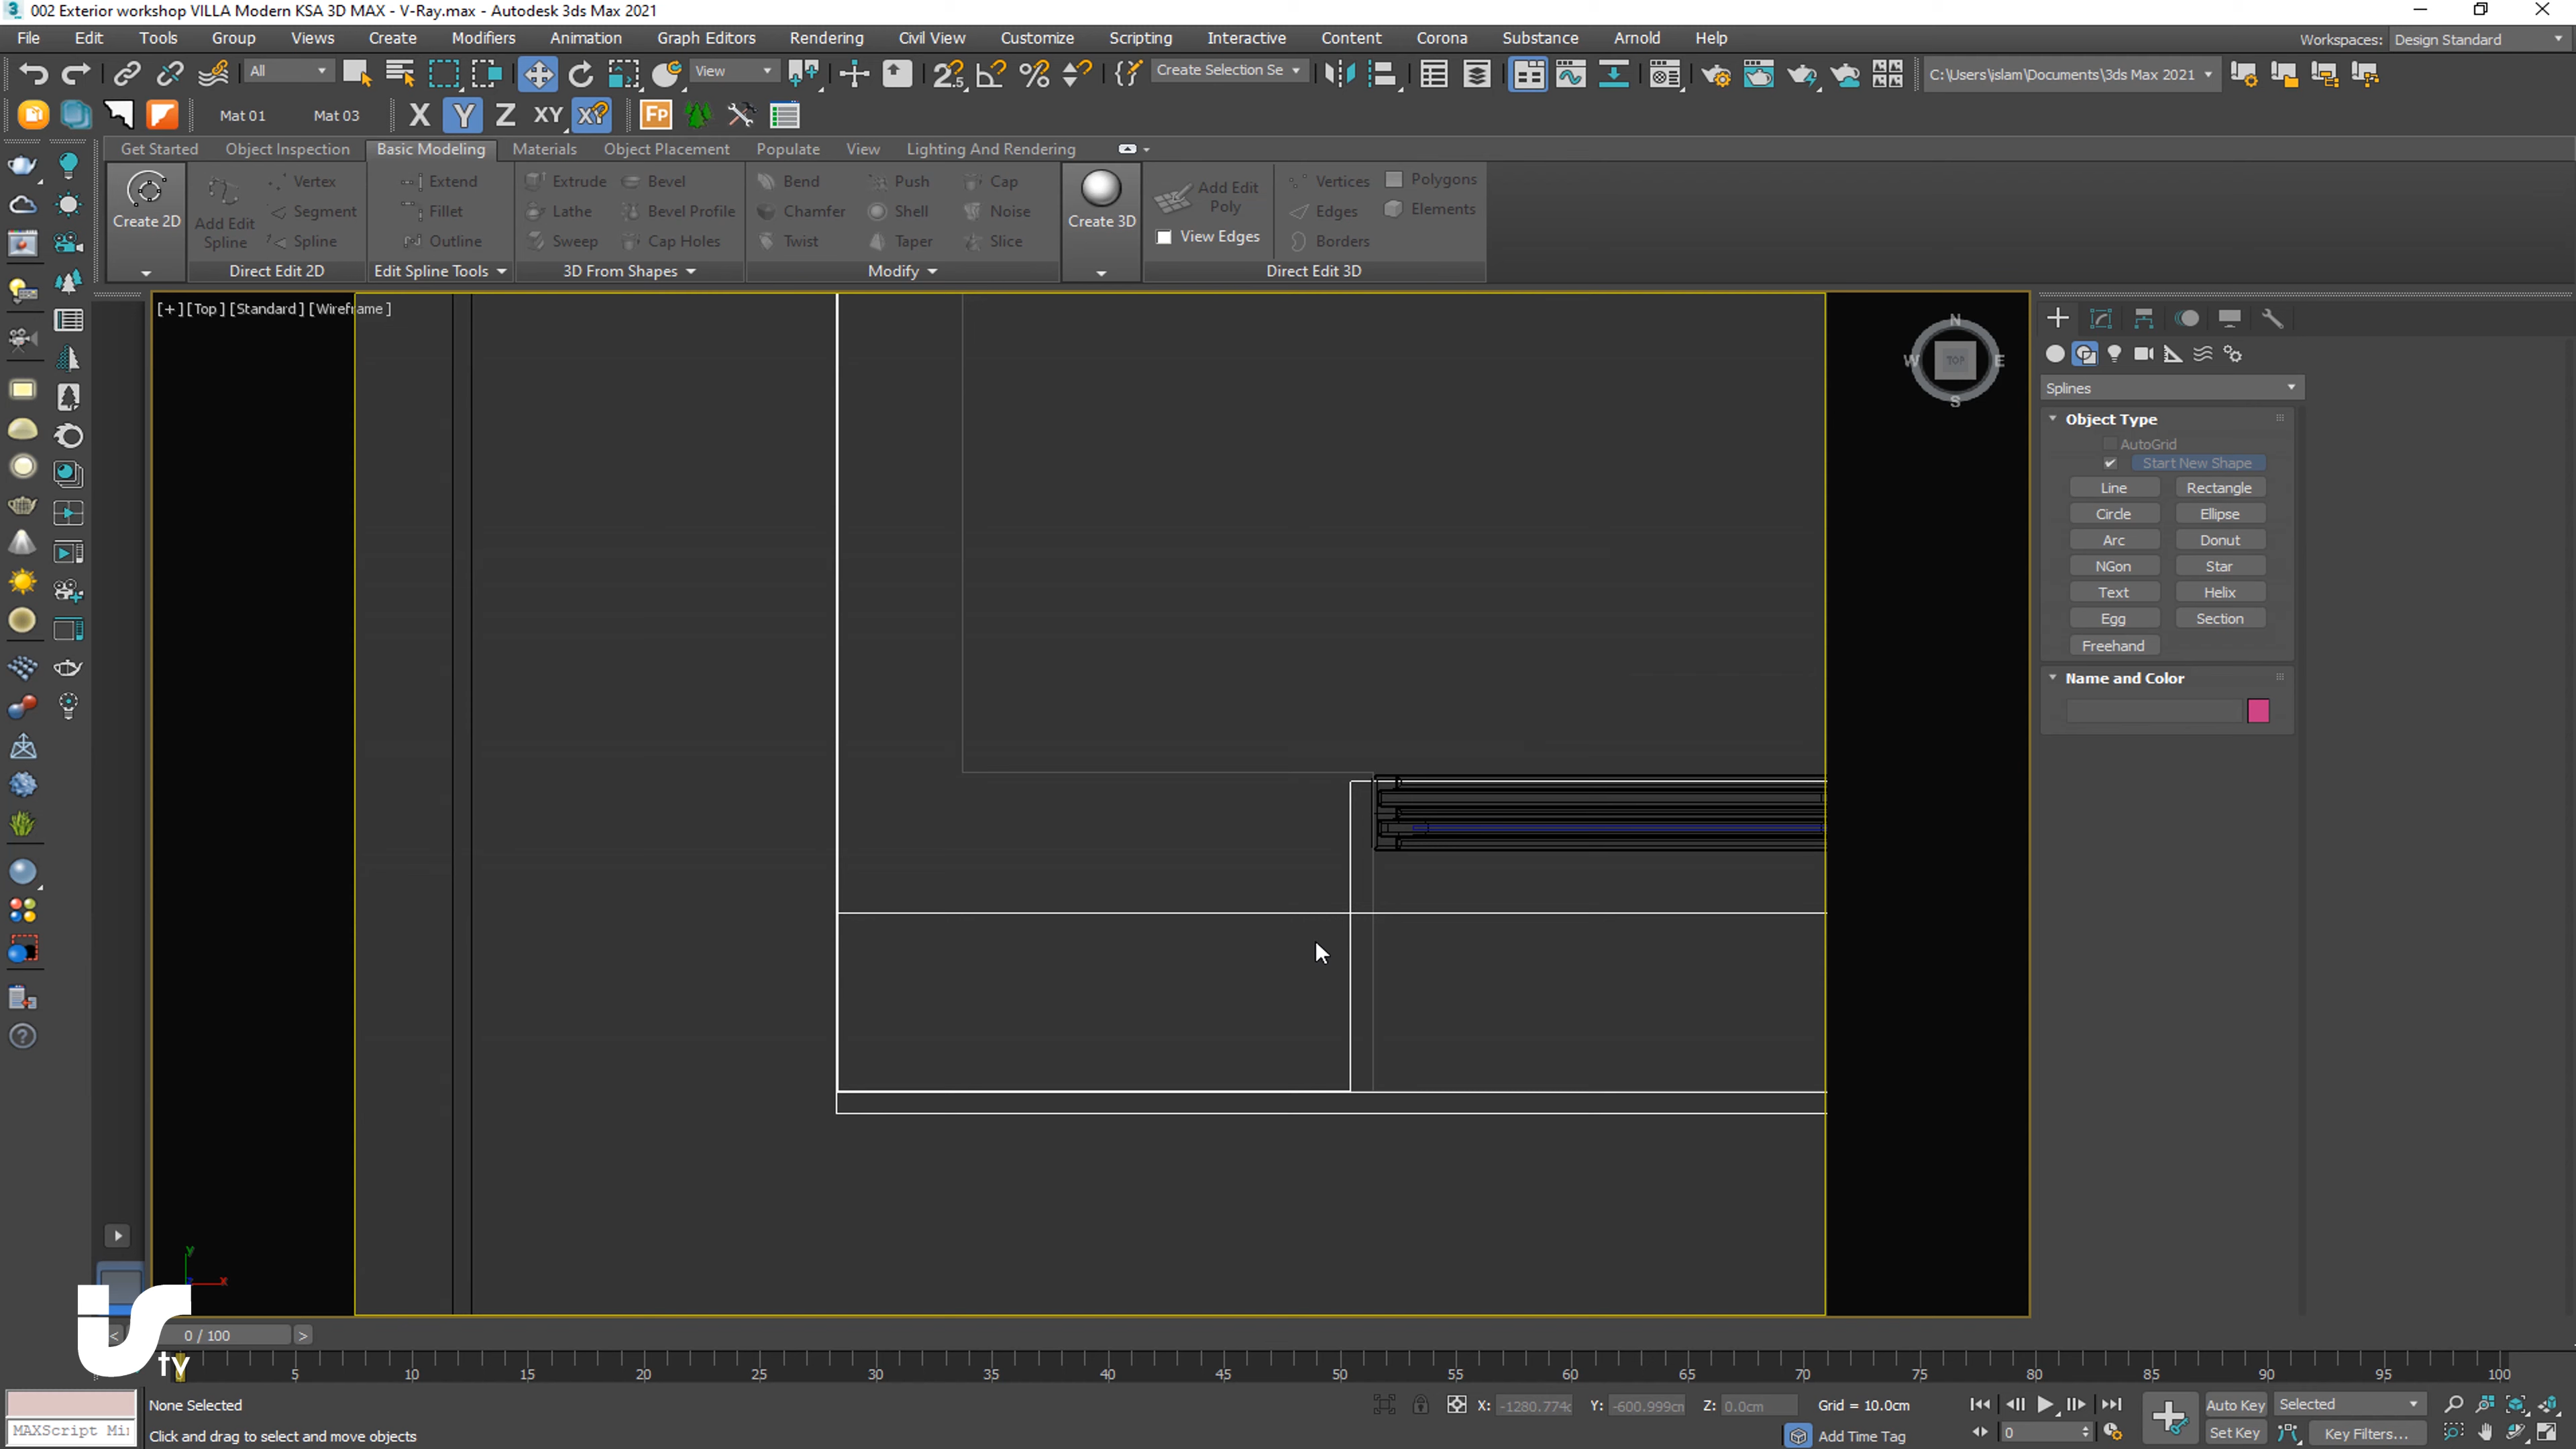 002 Exterior workshop VILLA Modern KSA 3D MAX - V-Ray.max - Autodesk 3ds Max 2021
File Edit Tools Group Views Create Modifiers Animation Graph Editors Rendering Civil View Customize Scripting Interactive Content Corona Substance Arnold Help Workspaces: Design Standard
All View Create Selection Se C:\Users\islam\Documents\3ds Max 2021
Mat 01 Mat 03 X Y Z XY Fp
Get Started Object Inspection Basic Modeling Materials Object Placement Populate View Lighting And Rendering
Create 2D Add Edit Spline Vertex Segment Spline Direct Edit 2D
Extend Fillet Outline Edit Spline Tools
Extrude Bevel
Lathe Bevel Profile
Sweep Cap Holes
3D From Shapes
Bend Push Cap
Chamfer Shell Noise
Twist Taper Slice
Modify
Create 3D
Add Edit Poly
View Edges
Vertices Polygons
Edges Elements
Borders
Direct Edit 3D
[+] [Top] [Standard] [Wireframe]
N
W TOP E
S
Splines
Object Type
AutoGrid
Start New Shape
Line Rectangle
Circle Ellipse
Arc Donut
NGon Star
Text Helix
Egg Section
Freehand
Name and Color
y
x
tv
< 0 / 100 >
5 10 15 20 25 30 35 40 45 50 55 60 65 70 75 80 85 90 95 100
None Selected X: Y: Z: 0.0cm Grid = 10.0cm Auto Key Selected
MAXScript Mi Click and drag to select and move objects Add Time Tag 0 Set Key Key Filters...